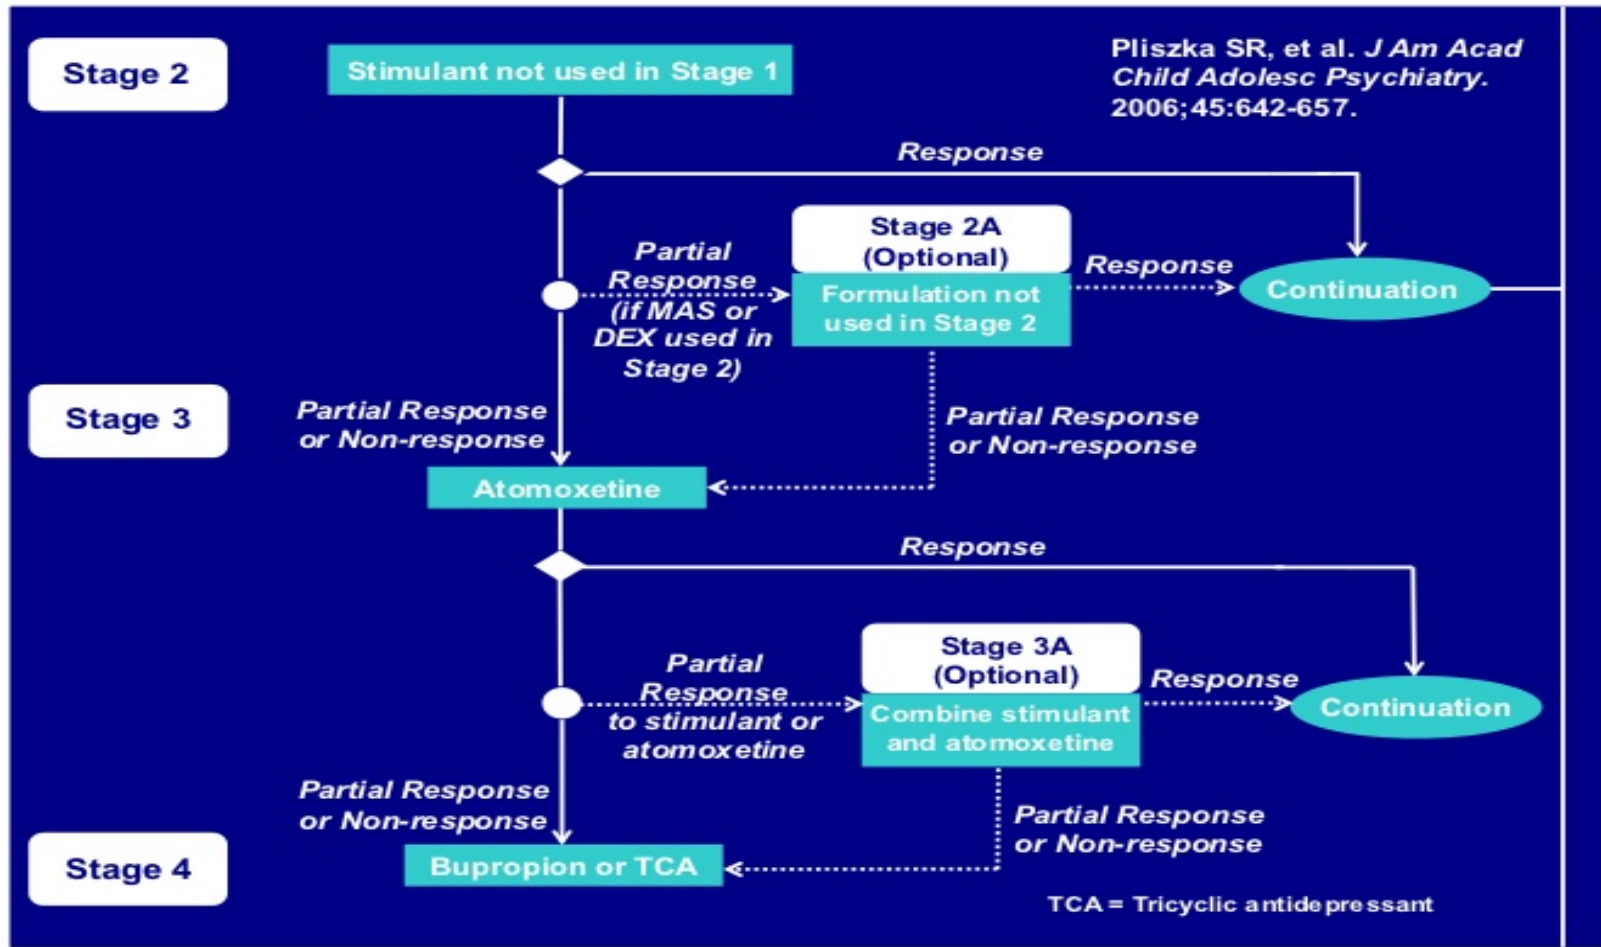 Stage 2
Stimulant not used in Stage 1
Pliszka SR, et al. J Am Acad
Child Adolesc Psychiatry.
2006;45:642-657.
Response
Partial
Response
(if MAS or
DEX used in
Stage 2)
Stage 2A
(Optional)
Formulation not
used in Stage 2
Response
Continuation
Stage 3
Partial Response
or Non-response
Partial Response
or Non-response
Atomoxetine
Response
Partial
Response
to stimulant or
atomoxetine
Stage 3A
(Optional)
Combine stimulant
and atomoxetine
Response
Continuation
Partial Response
or Non-response
Partial Response
or Non-response
Stage 4
Bupropion or TCA
TCA = Tricyclic antidepressant